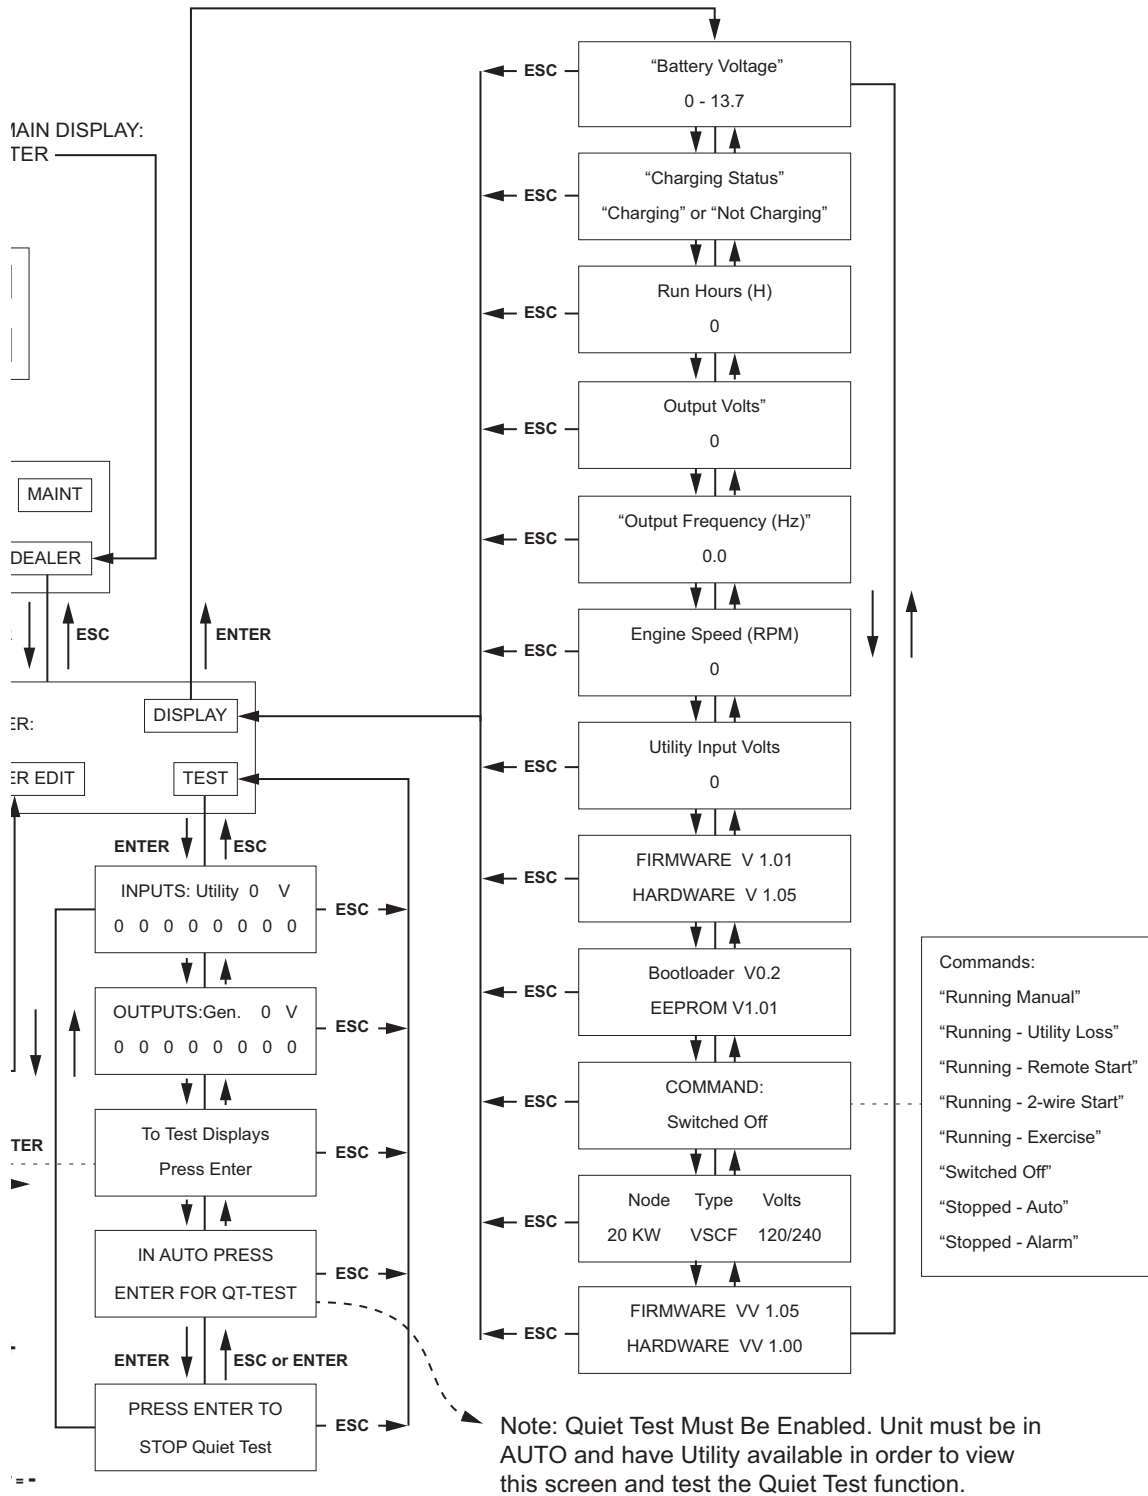 MAIN DISPLAY:
MAINT
DEALER
ESC
ENTER
DISPLAY
TEST
ENTER
ESC
INPUTS: Utility 0 V
0 0 0 0 0 0 0 0
ESC
OUTPUTS:Gen. 0 V
0 0 0 0 0 0 0 0
ESC
To Test Displays
Press Enter
ESC
IN AUTO PRESS
ENTER FOR QT-TEST
ESC
ENTER
ESC or ENTER
PRESS ENTER TO
STOP Quiet Test
ESC
ESC
“Battery Voltage”
0 - 13.7
ESC
“Charging Status”
“Charging” or “Not Charging”
ESC
Run Hours (H)
0
ESC
Output Volts”
0
ESC
“Output Frequency (Hz)”
0.0
ESC
Engine Speed (RPM)
0
ESC
Utility Input Volts
0
ESC
FIRMWARE V 1.01
HARDWARE V 1.05
ESC
Bootloader V0.2
EEPROM V1.01
ESC
COMMAND:
Switched Off
ESC
Node Type Volts
20 KW VSCF 120/240
ESC
FIRMWARE VV 1.05
HARDWARE VV 1.00
Commands:
“Running Manual”
“Running - Utility Loss”
“Running - Remote Start”
“Running - 2-wire Start”
“Running - Exercise”
“Switched Off”
“Stopped - Auto”
“Stopped - Alarm”
Note: Quiet Test Must Be Enabled. Unit must be in
AUTO and have Utility available in order to view
this screen and test the Quiet Test function.